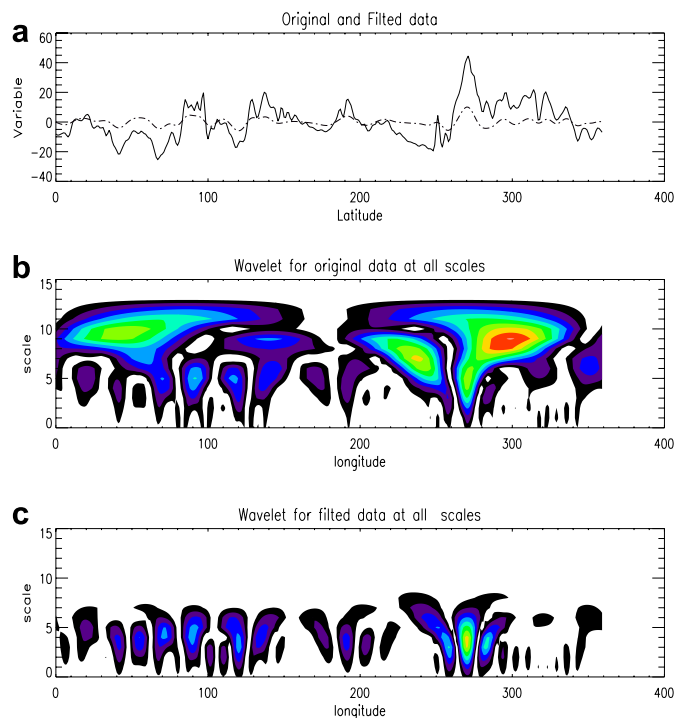 a
Original and Filted data
60
40
20
0
-20
-40
Variable
0 100 200 300 400
Latitude
b
Wavelet for original data at all scales
15
10
5
0
scale
0 100 200 300 400
longitude
c
Wavelet for filted data at all scales
15
10
5
0
scale
0 100 200 300 400
longitude